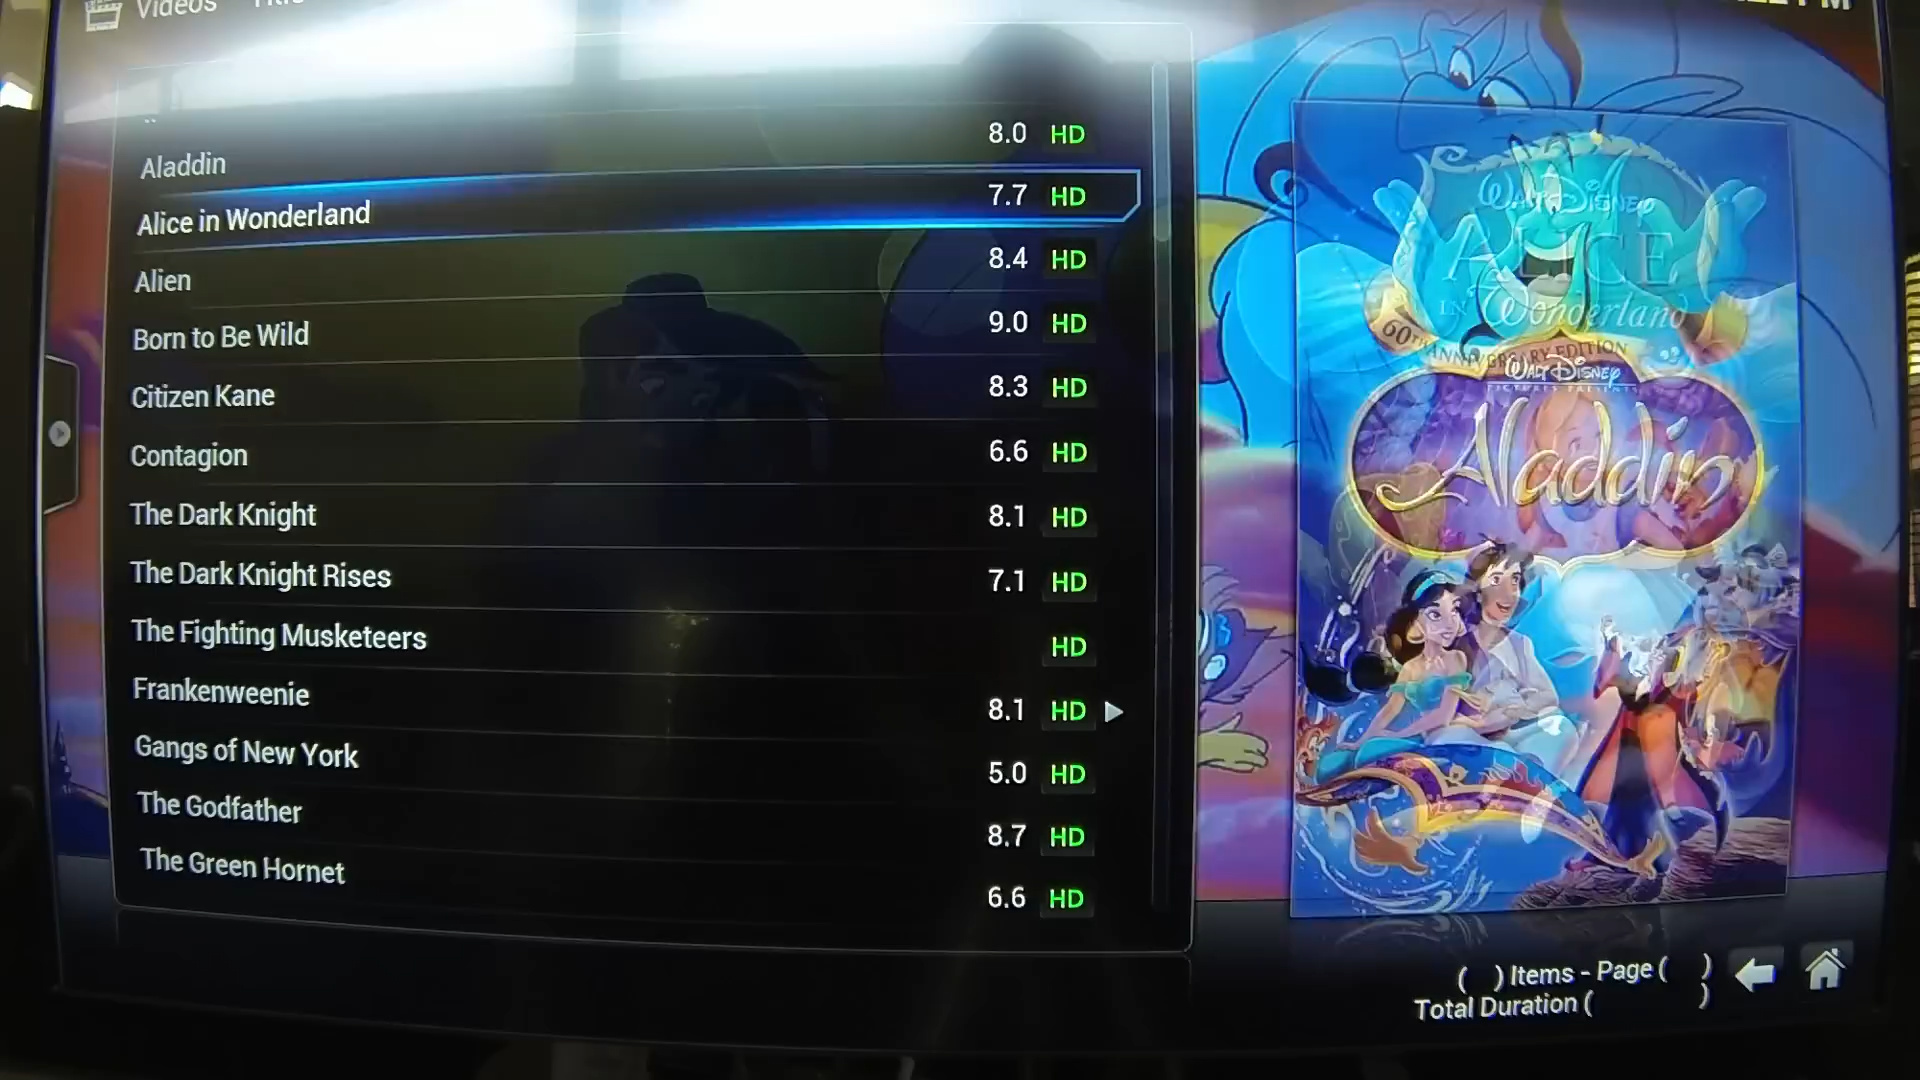 Videos
..
Aladdin 8.0 HD
Alice in Wonderland 7.7 HD
Alien 8.4 HD
Born to Be Wild 9.0 HD
Citizen Kane 8.3 HD
Contagion 6.6 HD
The Dark Knight 8.1 HD
The Dark Knight Rises 7.1 HD
The Fighting Musketeers HD
Frankenweenie 8.1 HD
Gangs of New York 5.0 HD
The Godfather 8.7 HD
The Green Hornet 6.6 HD
WALT DISNEY
ALICE
IN Wonderland
60TH ANNIVERSARY EDITION
WALT DISNEY
PICTURES PRESENTS
Aladdin
( ) Items - Page ( )
Total Duration ( )